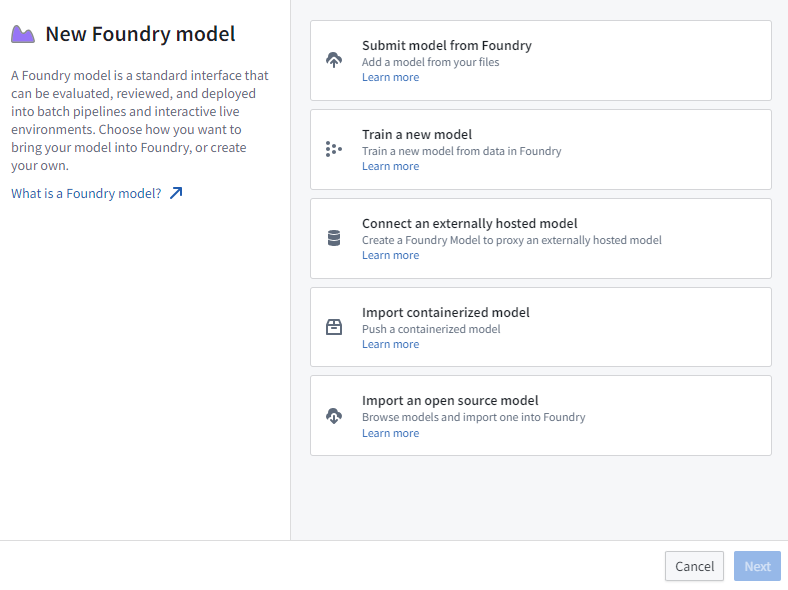 New Foundry model
A Foundry model is a standard interface that
can be evaluated, reviewed, and deployed
into batch pipelines and interactive live
environments. Choose how you want to
bring your model into Foundry, or create
your own.
What is a Foundry model?
Submit model from Foundry
Add a model from your files
Learn more
Train a new model
Train a new model from data in Foundry
Learn more
Connect an externally hosted model
Create a Foundry Model to proxy an externally hosted model
Learn more
Import containerized model
Push a containerized model
Learn more
Import an open source model
Browse models and import one into Foundry
Learn more
Cancel
Next